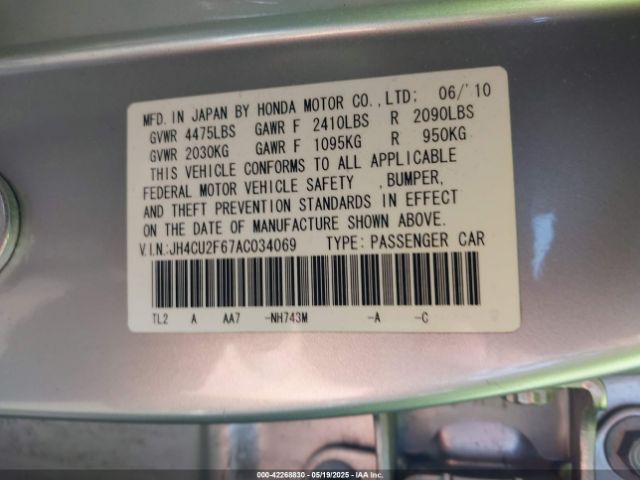 MFD. IN JAPAN BY HONDA MOTOR CO.,LTD; 06/'10
GVWR 4475LBS GAWR F 2410LBS R 2090LBS
GVWR 2030KG GAWR F 1095KG R 950KG
THIS VEHICLE CONFORMS TO ALL APPLICABLE
FEDERAL MOTOR VEHICLE SAFETY ,BUMPER,
AND THEFT PREVENTION STANDARDS IN EFFECT
ON THE DATE OF MANUFACTURE SHOWN ABOVE.
V.I.N.:JH4CU2F67AC034069 TYPE: PASSENGER CAR
TL2 A AA7 -NH743M -A -C
000-42268830 - 05/19/2025 - IAAI.COM